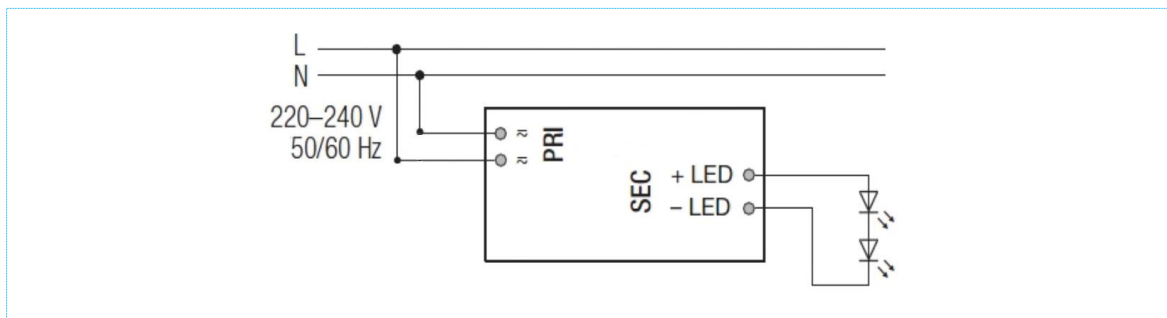 L
N
220–240 V
50/60 Hz
≂ PRI
≂
SEC
+ LED
– LED